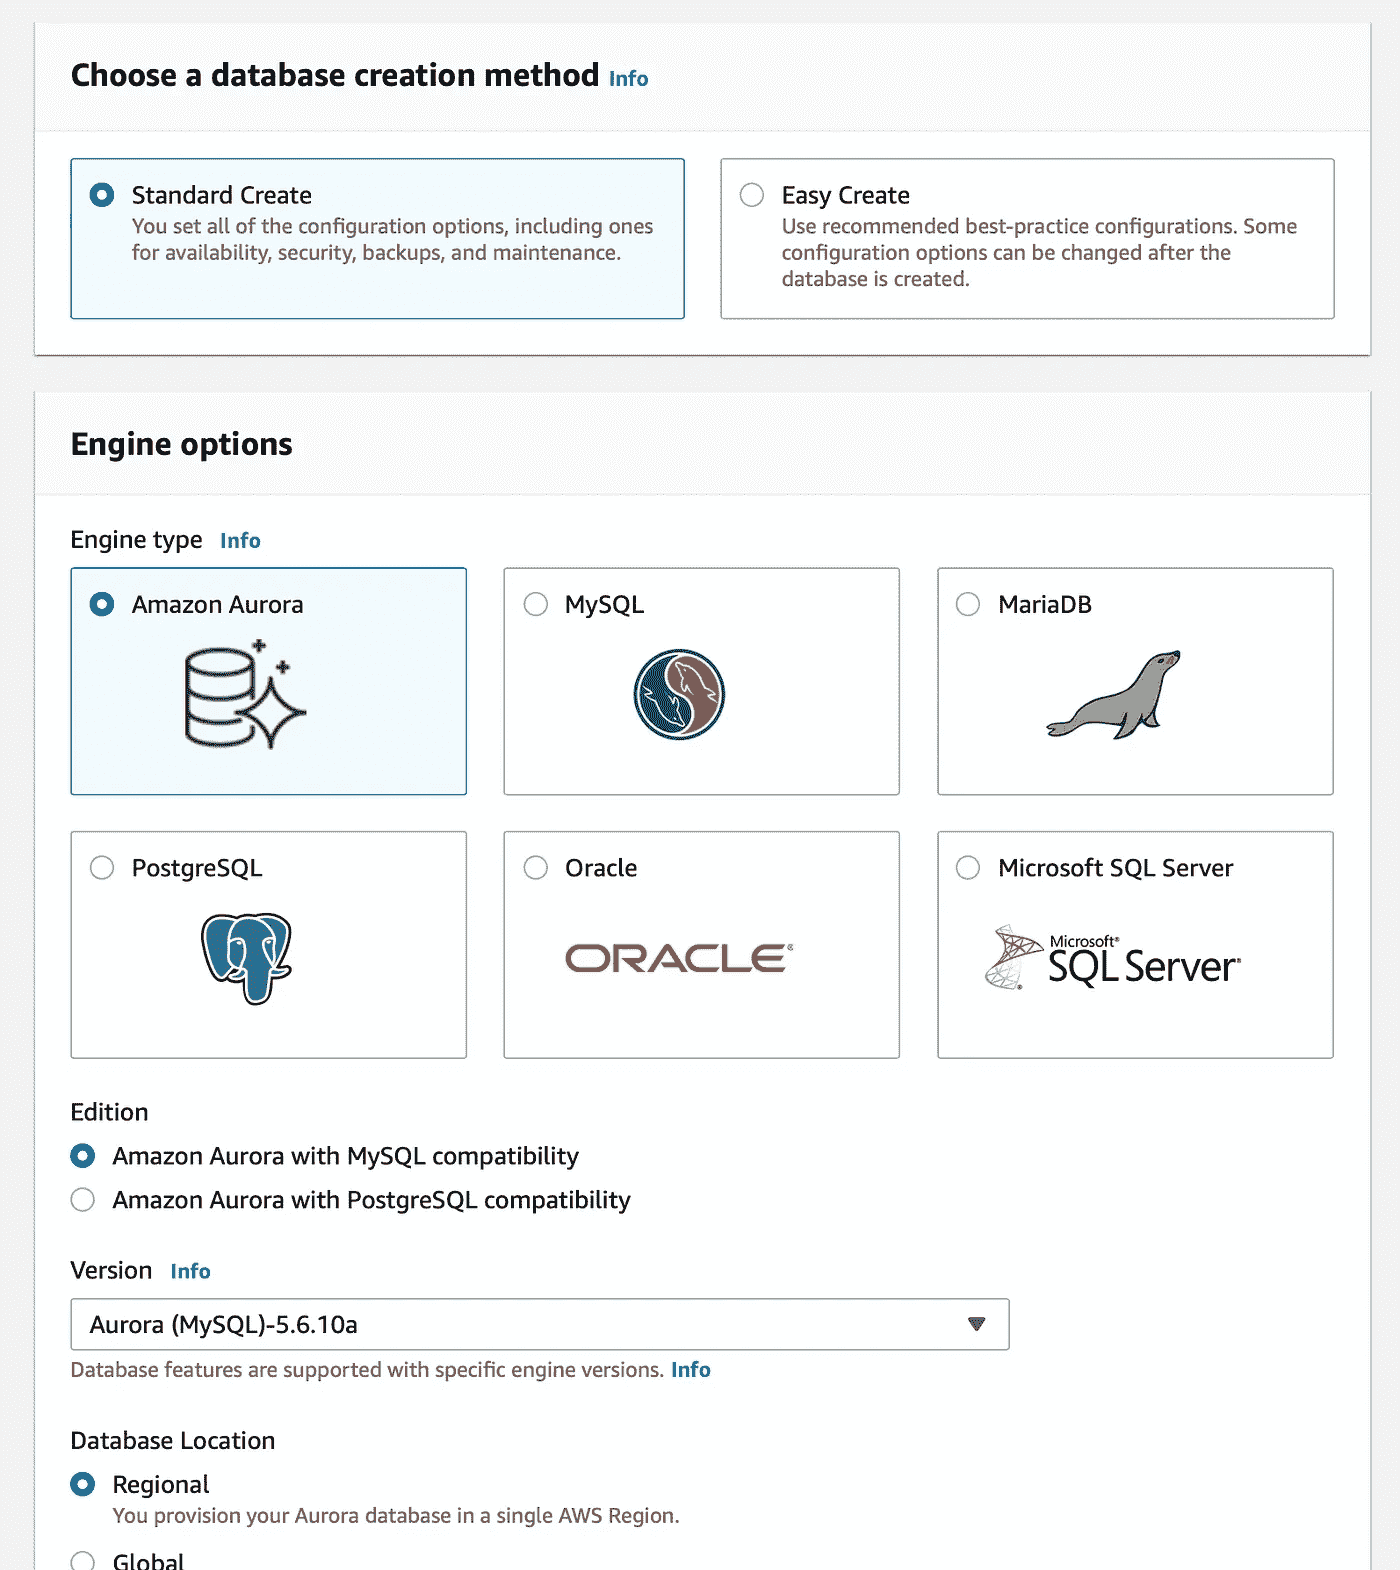 Choose a database creation method Info
Standard Create
You set all of the configuration options, including ones
for availability, security, backups, and maintenance.
Easy Create
Use recommended best-practice configurations. Some
configuration options can be changed after the
database is created.
Engine options
Engine type Info
Amazon Aurora
MySQL
MariaDB
PostgreSQL
Oracle
ORACLE®
Microsoft SQL Server
Microsoft®
SQL Server®
Edition
Amazon Aurora with MySQL compatibility
Amazon Aurora with PostgreSQL compatibility
Version Info
Aurora (MySQL)-5.6.10a
Database features are supported with specific engine versions. Info
Database Location
Regional
You provision your Aurora database in a single AWS Region.
Global